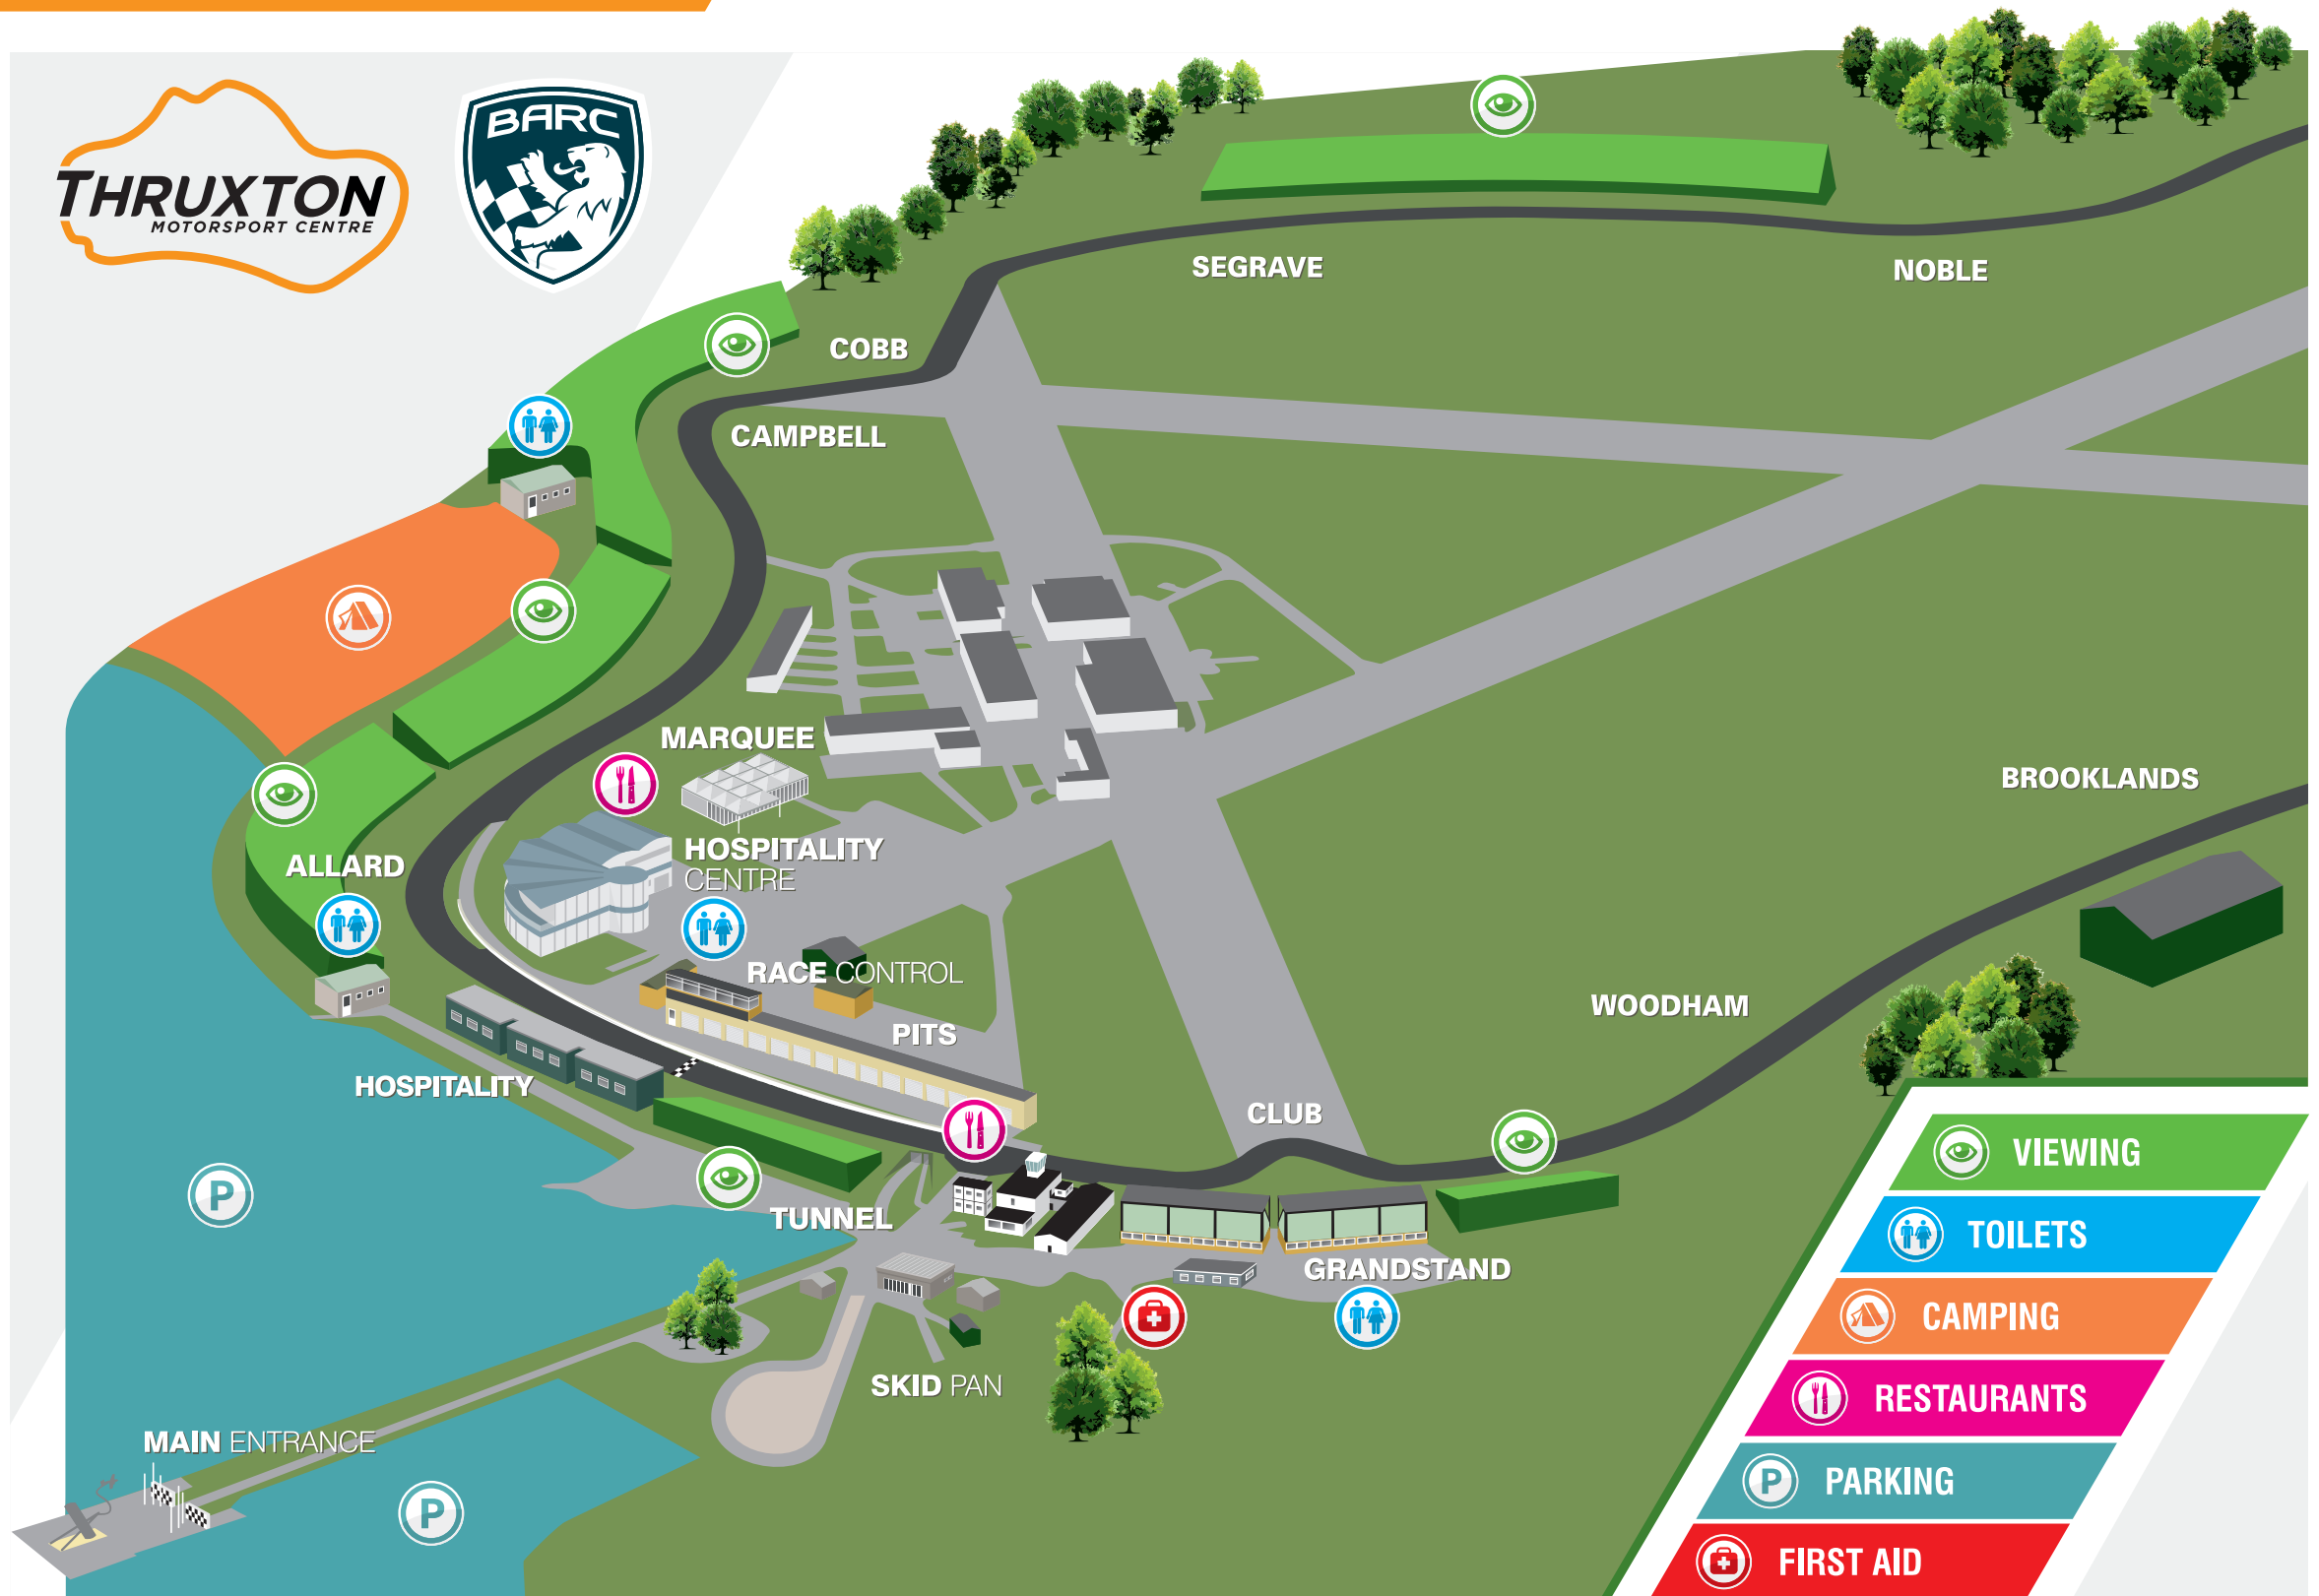 THRUXTON
MOTORSPORT CENTRE
BARC
SEGRAVE
NOBLE
COBB
CAMPBELL
MARQUEE
BROOKLANDS
HOSPITALITY
CENTRE
ALLARD
RACE CONTROL
WOODHAM
PITS
HOSPITALITY
CLUB
TUNNEL
GRANDSTAND
SKID PAN
MAIN ENTRANCE
P
P
VIEWING
TOILETS
CAMPING
RESTAURANTS
P PARKING
FIRST AID